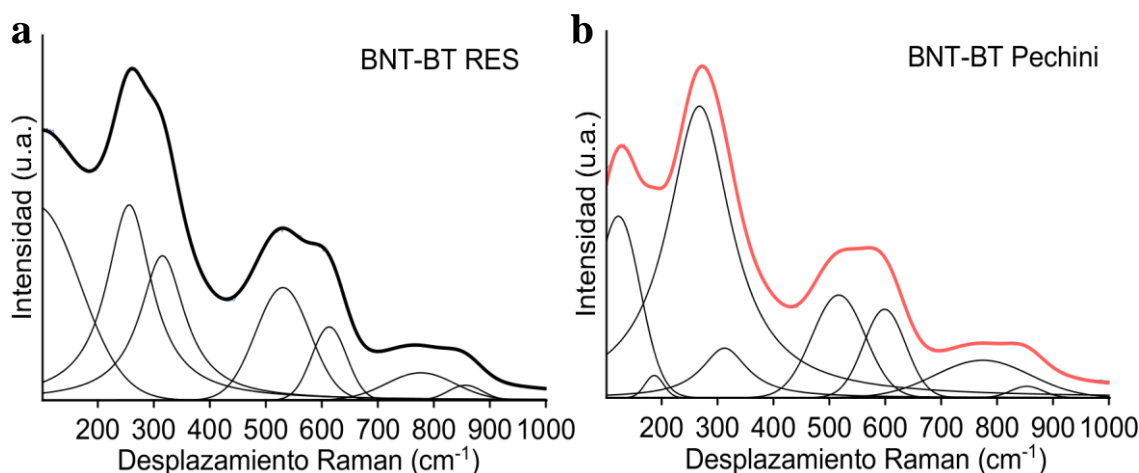 a
BNT-BT RES
Intensidad (u.a.)
200 300 400 500 600 700 800 900 1000
Desplazamiento Raman (cm⁻¹)
b
BNT-BT Pechini
Intensidad (u.a.)
200 300 400 500 600 700 800 900 1000
Desplazamiento Raman (cm⁻¹)